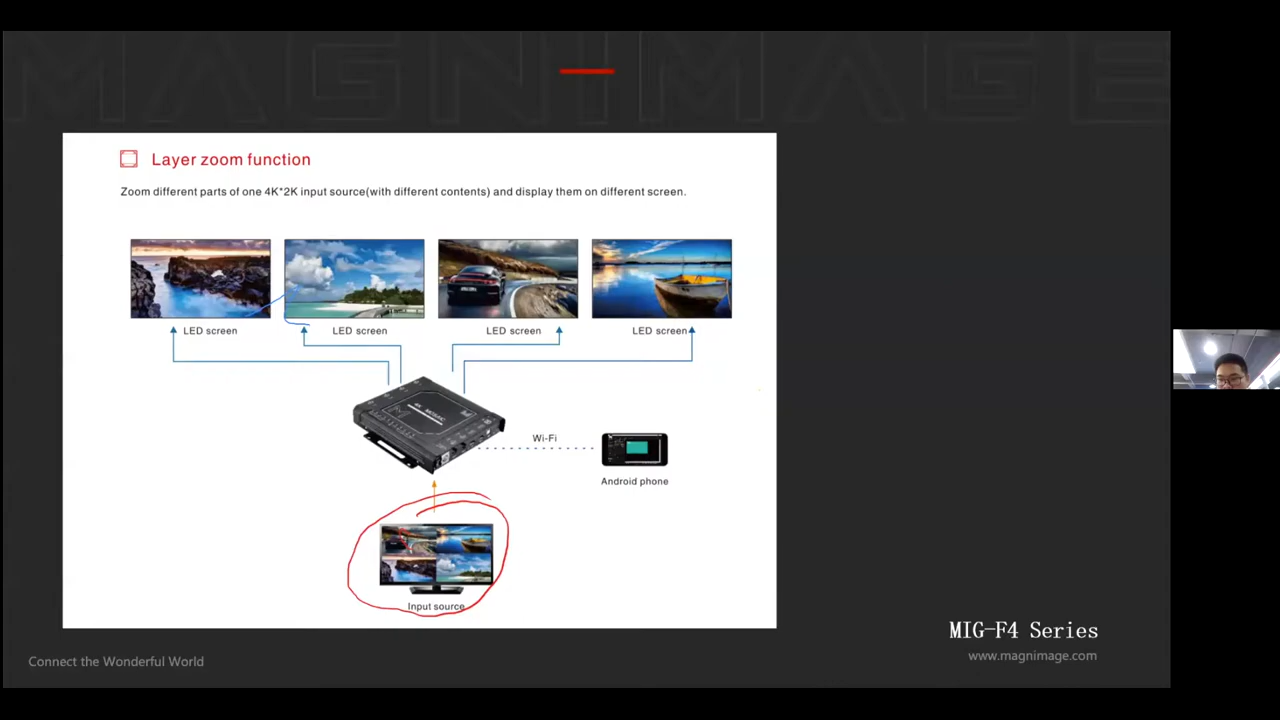 MAGNIMAGE
Layer zoom function
Zoom different parts of one 4K*2K input source(with different contents) and display them on different screen.
LED screen
LED screen
LED screen
LED screen
4K MOSAIC
Wi-Fi
Android phone
Input source
MIG-F4 Series
Connect the Wonderful World
www.magnimage.com